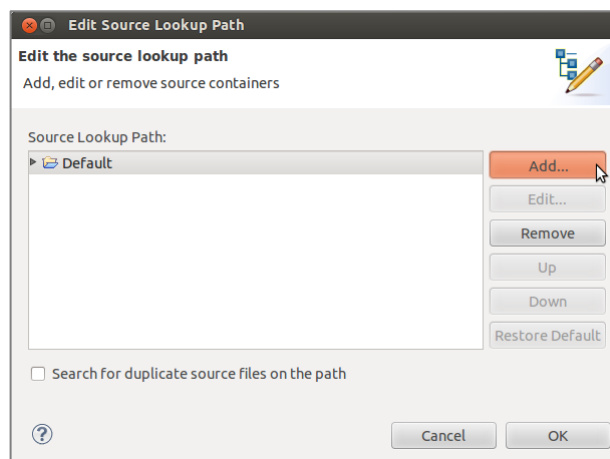 Edit Source Lookup Path
Edit the source lookup path
Add, edit or remove source containers
Source Lookup Path:
Default
Add...
Edit...
Remove
Up
Down
Restore Default
Search for duplicate source files on the path
?
Cancel
OK